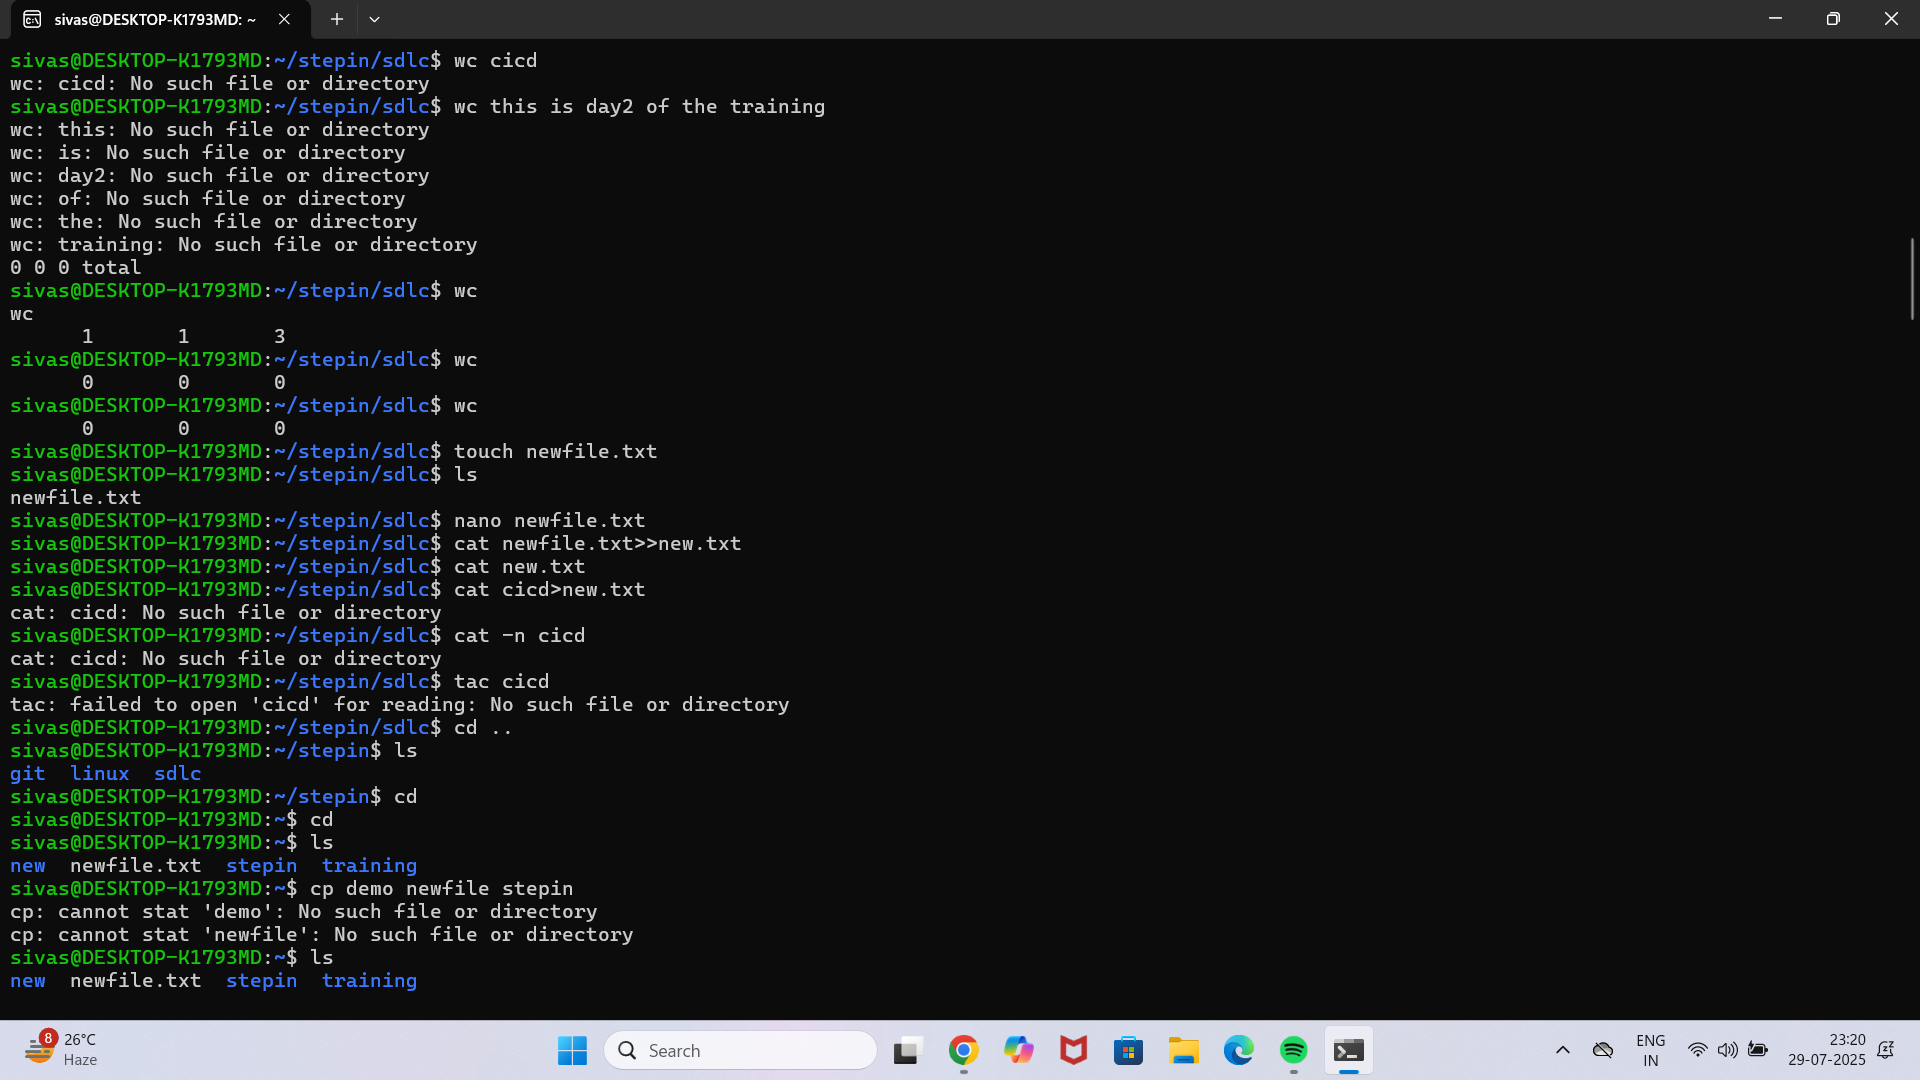 sivas@DESKTOP-K1793MD: ~
sivas@DESKTOP-K1793MD:~/stepin/sdlc$ wc cicd
wc: cicd: No such file or directory
sivas@DESKTOP-K1793MD:~/stepin/sdlc$ wc this is day2 of the training
wc: this: No such file or directory
wc: is: No such file or directory
wc: day2: No such file or directory
wc: of: No such file or directory
wc: the: No such file or directory
wc: training: No such file or directory
0 0 0 total
sivas@DESKTOP-K1793MD:~/stepin/sdlc$ wc
wc
      1       1       3
sivas@DESKTOP-K1793MD:~/stepin/sdlc$ wc
      0       0       0
sivas@DESKTOP-K1793MD:~/stepin/sdlc$ wc
      0       0       0
sivas@DESKTOP-K1793MD:~/stepin/sdlc$ touch newfile.txt
sivas@DESKTOP-K1793MD:~/stepin/sdlc$ ls
newfile.txt
sivas@DESKTOP-K1793MD:~/stepin/sdlc$ nano newfile.txt
sivas@DESKTOP-K1793MD:~/stepin/sdlc$ cat newfile.txt>>new.txt
sivas@DESKTOP-K1793MD:~/stepin/sdlc$ cat new.txt
sivas@DESKTOP-K1793MD:~/stepin/sdlc$ cat cicd>new.txt
cat: cicd: No such file or directory
sivas@DESKTOP-K1793MD:~/stepin/sdlc$ cat -n cicd
cat: cicd: No such file or directory
sivas@DESKTOP-K1793MD:~/stepin/sdlc$ tac cicd
tac: failed to open 'cicd' for reading: No such file or directory
sivas@DESKTOP-K1793MD:~/stepin/sdlc$ cd ..
sivas@DESKTOP-K1793MD:~/stepin$ ls
git  linux  sdlc
sivas@DESKTOP-K1793MD:~/stepin$ cd
sivas@DESKTOP-K1793MD:~$ cd
sivas@DESKTOP-K1793MD:~$ ls
new  newfile.txt  stepin  training
sivas@DESKTOP-K1793MD:~$ cp demo newfile stepin
cp: cannot stat 'demo': No such file or directory
cp: cannot stat 'newfile': No such file or directory
sivas@DESKTOP-K1793MD:~$ ls
new  newfile.txt  stepin  training
8
26°C
Haze
Search
ENG
IN
23:20
29-07-2025